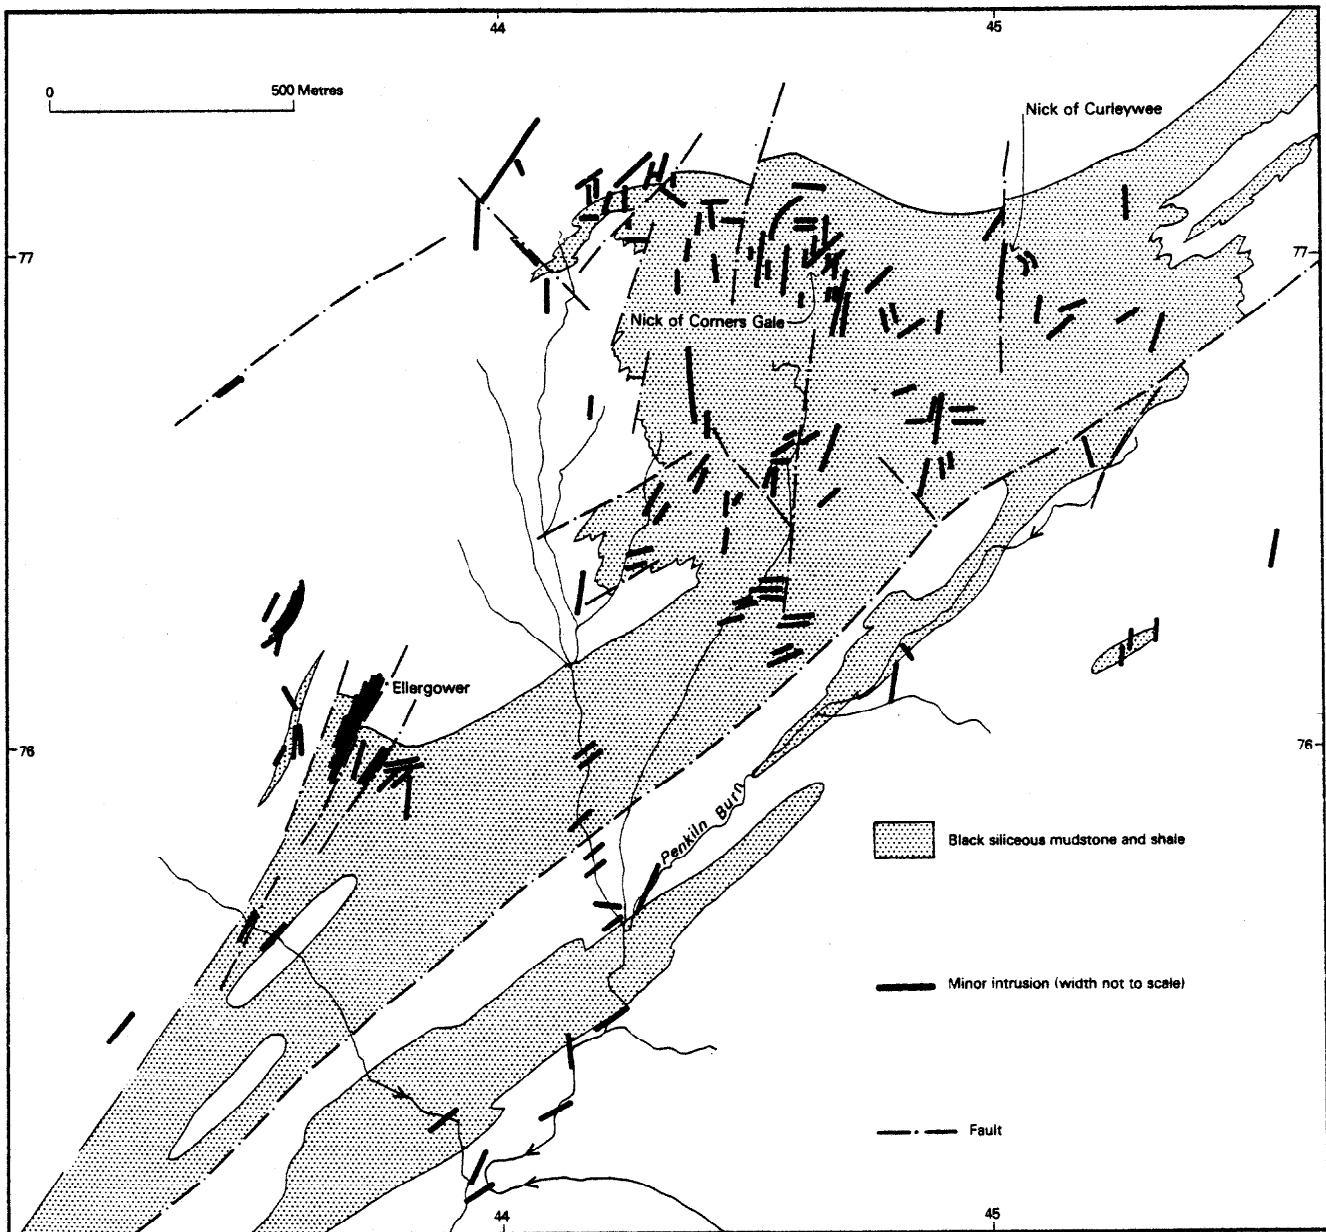 44
45
0
500 Metres
Nick of Curleywee
77
77
Nick of Corners Gale
Ellergower
76
76
Penkiln Burn
Black siliceous mudstone and shale
Minor intrusion (width not to scale)
Fault
44
45